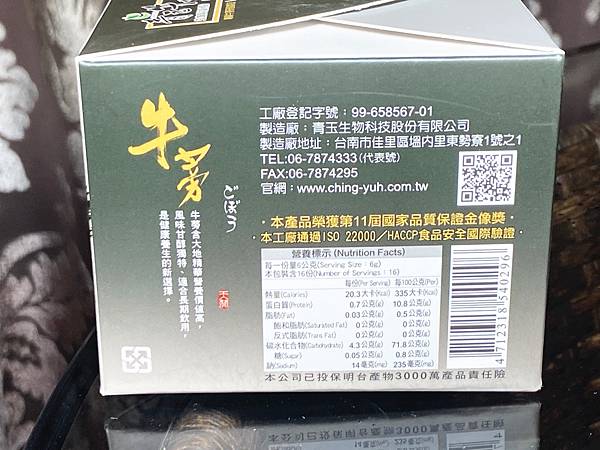 牛蒡
ごぼう
牛蒡含大地精華營養價值高,
風味甘醇獨特、適合長期飲用,
是健康養生的新選擇。
工廠登記字號:99-658567-01
製造廠:青玉生物科技股份有限公司
製造廠地址:台南市佳里區塭內里東勢寮1號之1
TEL:06-7874333(代表號)
FAX:06-7874295
官網:www.ching-yuh.com.tw
·本產品榮獲第11屆國家品質保證金像獎·
·本工廠通過ISO 22000/HACCP食品安全國際驗證·
營養標示 (Nutrition Facts)
每一份量6公克(Serving Size:6g)
本包裝含16份(Number of Servings:16)
每份(Per Serving) 每100公克(Per)
熱量(Calories) 20.3 大卡(Kcal) 335 大卡(Kcal)
蛋白質(Protein) 0.7 公克(g) 10.8 公克(g)
脂肪(Fat) 0.03 公克(g) 0.5 公克(g)
飽和脂肪(Saturated Fat) 0 公克(g) 0 公克(g)
反式脂肪(Trans Fat) 0 公克(g) 0 公克(g)
碳水化合物(Carbohydrate) 4.3 公克(g) 71.8 公克(g)
糖(Sugar) 0.05 公克(g) 0.8 公克(g)
鈉(Sodium) 14 毫克(mg) 235 毫克(mg)
4712318540296
本公司已投保明台產物3000萬產品責任險